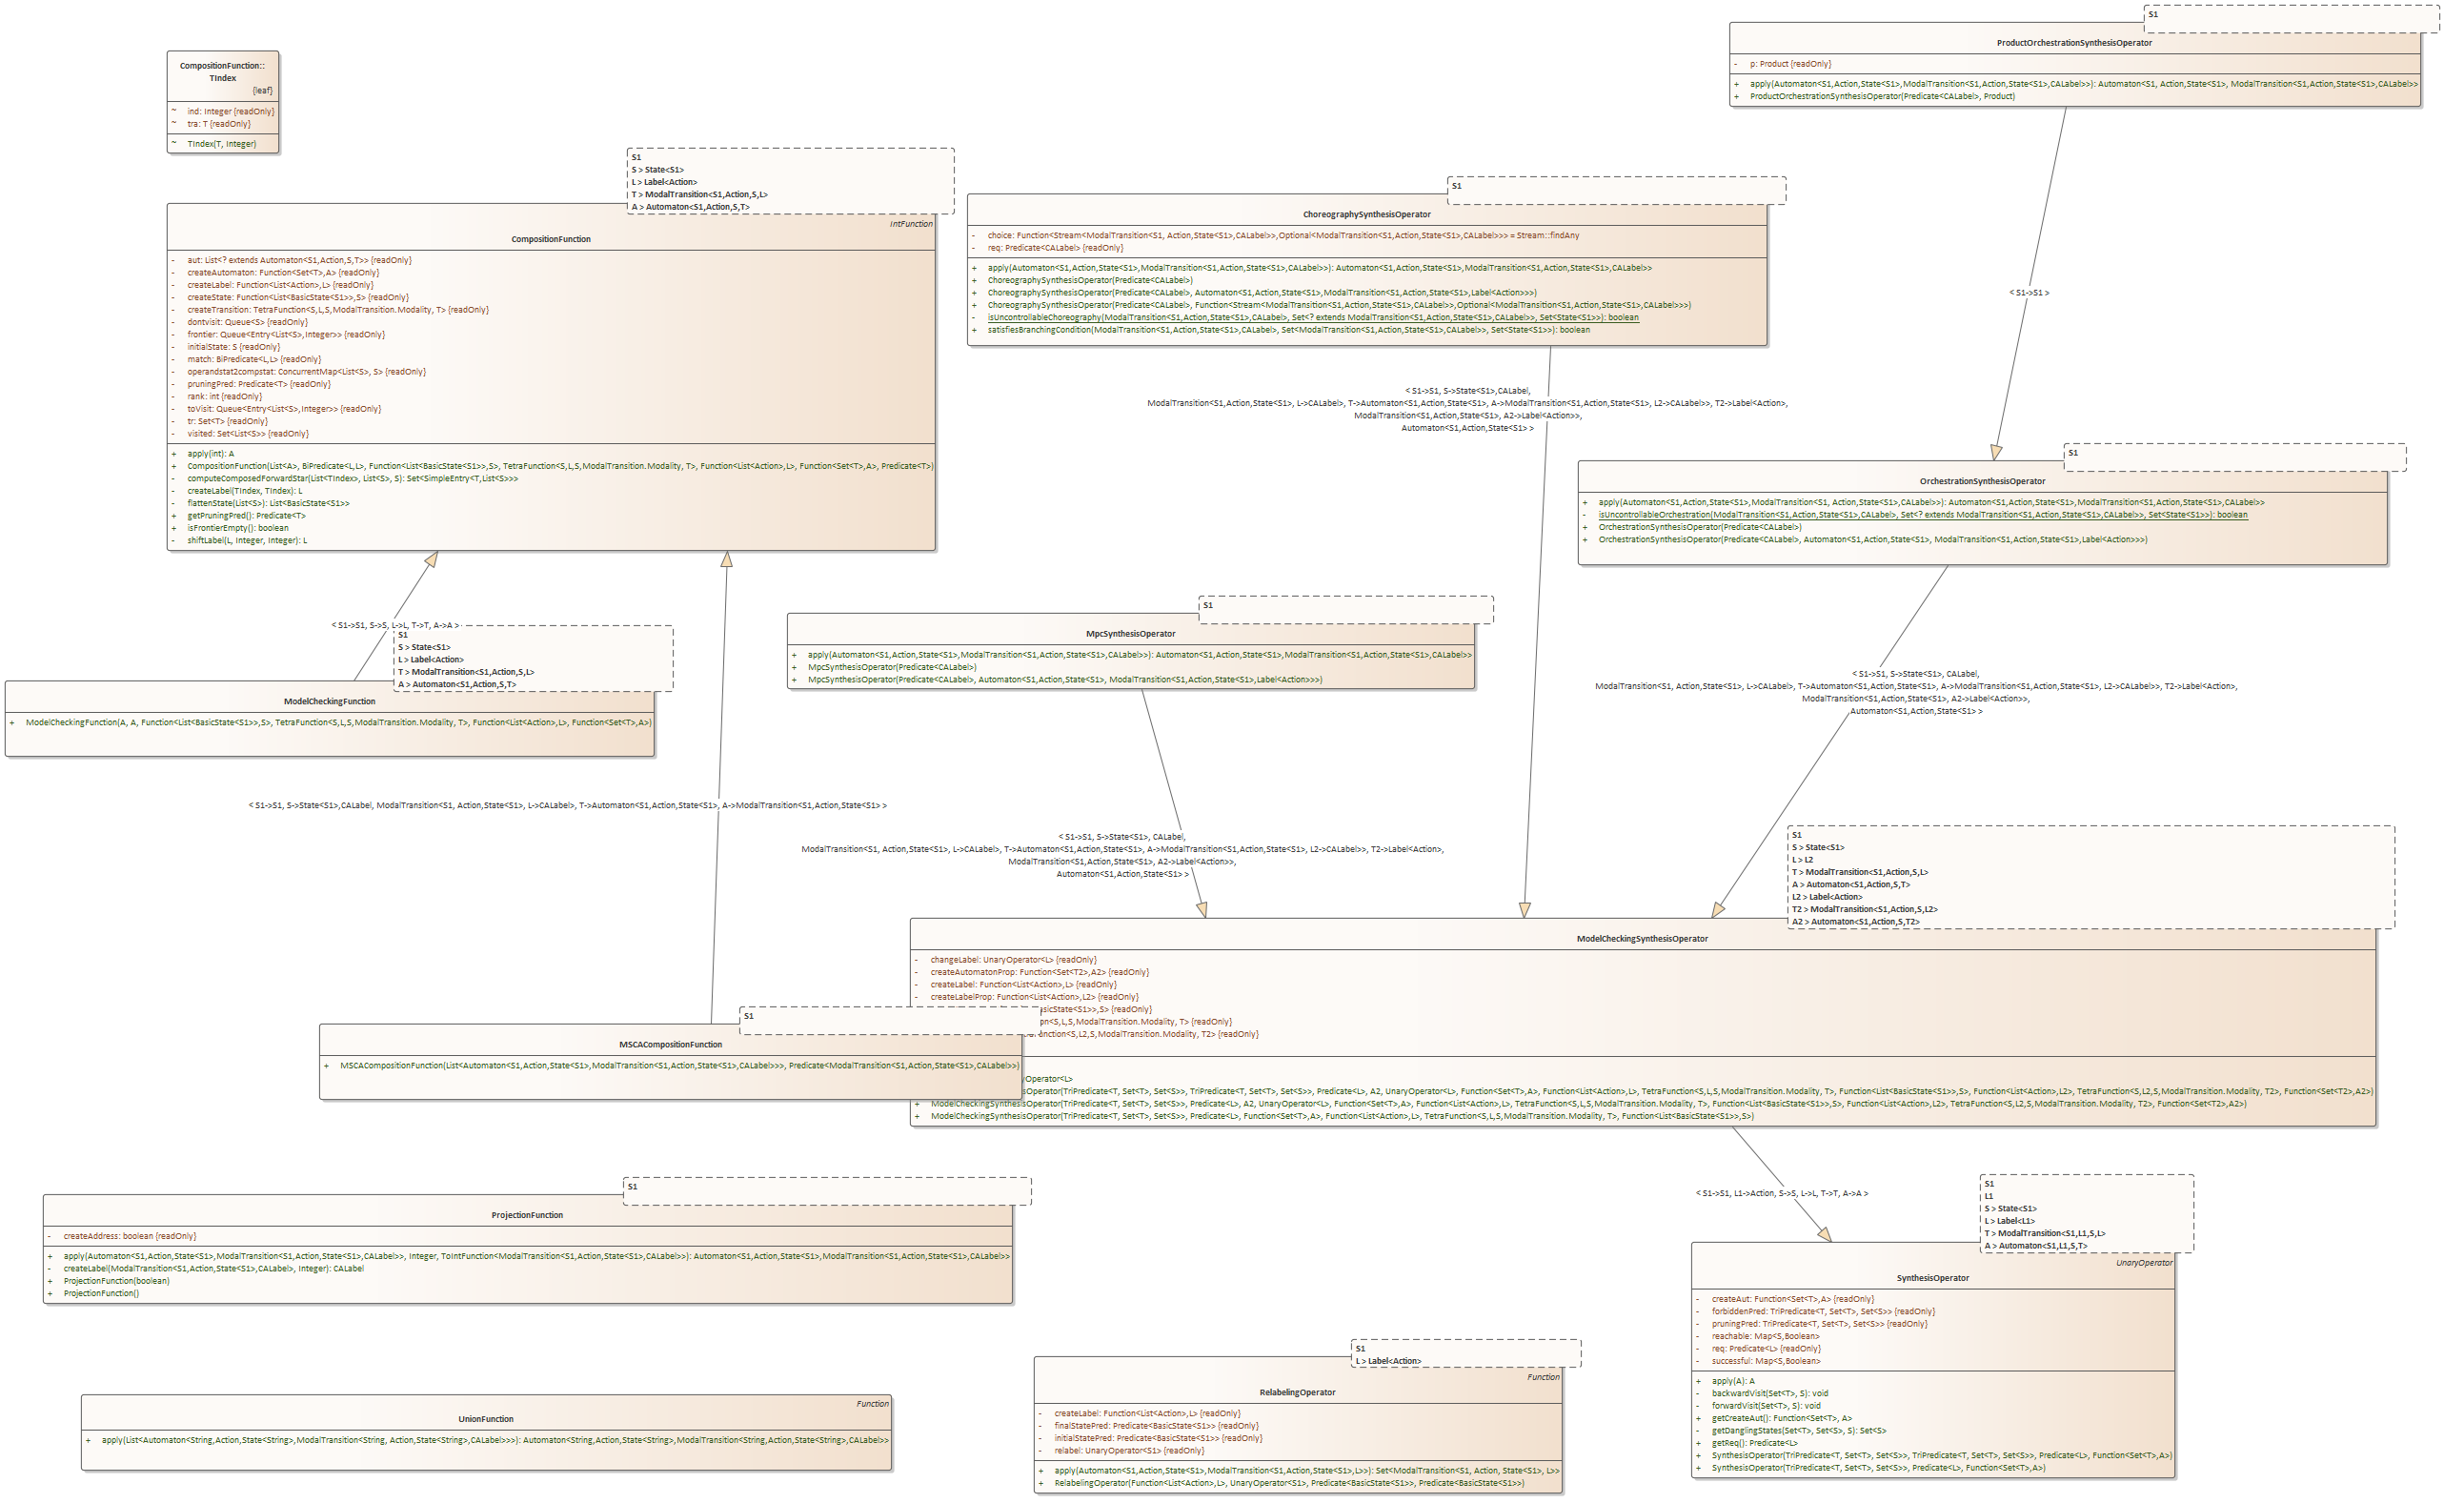 CompositionFunction::
TIndex
{leaf}
~ ind: Integer {readOnly}
~ tra: T {readOnly}
~ TIndex(T, Integer)
S1
ProductOrchestrationSynthesisOperator
- p: Product {readOnly}
+ apply(Automaton<S1,Action,State<S1>,ModalTransition<S1,Action,State<S1>,CALabel>>): Automaton<S1, Action,State<S1>, ModalTransition<S1,Action,State<S1>,CALabel>>
+ ProductOrchestrationSynthesisOperator(Predicate<CALabel>, Product)
S1
S > State<S1>
L > Label<Action>
T > ModalTransition<S1,Action,S,L>
A > Automaton<S1,Action,S,T>
IntFunction
CompositionFunction
- aut: List<? extends Automaton<S1,Action,S,T>> {readOnly}
- createAutomaton: Function<Set<T>,A> {readOnly}
- createLabel: Function<List<Action>,L> {readOnly}
- createState: Function<List<BasicState<S1>>,S> {readOnly}
- createTransition: TetraFunction<S,L,S,ModalTransition.Modality, T> {readOnly}
- dontvisit: Queue<S> {readOnly}
- frontier: Queue<Entry<List<S>,Integer>> {readOnly}
- initialState: S {readOnly}
- match: BiPredicate<L,L> {readOnly}
- operandstat2compstat: ConcurrentMap<List<S>, S> {readOnly}
- pruningPred: Predicate<T> {readOnly}
- rank: int {readOnly}
- toVisit: Queue<Entry<List<S>,Integer>> {readOnly}
- tr: Set<T> {readOnly}
- visited: Set<List<S>> {readOnly}
+ apply(int): A
+ CompositionFunction(List<A>, BiPredicate<L,L>, Function<List<BasicState<S1>>,S>, TetraFunction<S,L,S,ModalTransition.Modality, T>, Function<List<Action>,L>, Function<Set<T>,A>, Predicate<T>)
- computeComposedForwardStar(List<TIndex>, List<S>, S): Set<SimpleEntry<T,List<S>>>
- createLabel(TIndex, TIndex): L
- flattenState(List<S>): List<BasicState<S1>>
+ getPruningPred(): Predicate<T>
+ isFrontierEmpty(): boolean
- shiftLabel(L, Integer, Integer): L
S1
ChoreographySynthesisOperator
- choice: Function<Stream<ModalTransition<S1, Action,State<S1>,CALabel>>,Optional<ModalTransition<S1,Action,State<S1>,CALabel>>> = Stream::findAny
- req: Predicate<CALabel> {readOnly}
+ apply(Automaton<S1,Action,State<S1>,ModalTransition<S1,Action,State<S1>,CALabel>>): Automaton<S1,Action,State<S1>,ModalTransition<S1,Action,State<S1>,CALabel>>
+ ChoreographySynthesisOperator(Predicate<CALabel>)
+ ChoreographySynthesisOperator(Predicate<CALabel>, Automaton<S1,Action,State<S1>,ModalTransition<S1,Action,State<S1>,Label<Action>>>)
+ ChoreographySynthesisOperator(Predicate<CALabel>, Function<Stream<ModalTransition<S1,Action,State<S1>,CALabel>>,Optional<ModalTransition<S1,Action,State<S1>,CALabel>>>)
- isUncontrollableChoreography(ModalTransition<S1,Action,State<S1>,CALabel>, Set<? extends ModalTransition<S1,Action,State<S1>,CALabel>>, Set<State<S1>>): boolean
+ satisfiesBranchingCondition(ModalTransition<S1,Action,State<S1>,CALabel>, Set<ModalTransition<S1,Action,State<S1>,CALabel>>, Set<State<S1>>): boolean
< S1->S1 >
< S1->S1, S->State<S1>,CALabel,
ModalTransition<S1,Action,State<S1>, L->CALabel>, T->Automaton<S1,Action,State<S1>, A->ModalTransition<S1,Action,State<S1>, L2->CALabel>>, T2->Label<Action>,
ModalTransition<S1,Action,State<S1>, A2->Label<Action>>,
Automaton<S1,Action,State<S1> >
S1
OrchestrationSynthesisOperator
+ apply(Automaton<S1,Action,State<S1>,ModalTransition<S1, Action,State<S1>,CALabel>>): Automaton<S1,Action,State<S1>,ModalTransition<S1,Action,State<S1>,CALabel>>
- isUncontrollableOrchestration(ModalTransition<S1,Action,State<S1>,CALabel>, Set<? extends ModalTransition<S1,Action,State<S1>,CALabel>>, Set<State<S1>>): boolean
+ OrchestrationSynthesisOperator(Predicate<CALabel>)
+ OrchestrationSynthesisOperator(Predicate<CALabel>, Automaton<S1,Action,State<S1>, ModalTransition<S1,Action,State<S1>,Label<Action>>>)
< S1->S1, S->S, L->L, T->T, A->A >
S1
S > State<S1>
L > Label<Action>
T > ModalTransition<S1,Action,S,L>
A > Automaton<S1,Action,S,T>
ModelCheckingFunction
+ ModelCheckingFunction(A, A, Function<List<BasicState<S1>>,S>, TetraFunction<S,L,S,ModalTransition.Modality, T>, Function<List<Action>,L>, Function<Set<T>,A>)
S1
MpcSynthesisOperator
+ apply(Automaton<S1,Action,State<S1>,ModalTransition<S1,Action,State<S1>,CALabel>>): Automaton<S1,Action,State<S1>,ModalTransition<S1,Action,State<S1>,CALabel>>
+ MpcSynthesisOperator(Predicate<CALabel>)
+ MpcSynthesisOperator(Predicate<CALabel>, Automaton<S1,Action,State<S1>, ModalTransition<S1,Action,State<S1>,Label<Action>>>)
< S1->S1, S->State<S1>, CALabel,
ModalTransition<S1, Action,State<S1>, L->CALabel>, T->Automaton<S1,Action,State<S1>, A->ModalTransition<S1,Action,State<S1>, L2->CALabel>>, T2->Label<Action>,
ModalTransition<S1,Action,State<S1>, A2->Label<Action>>,
Automaton<S1,Action,State<S1> >
< S1->S1, S->State<S1>,CALabel, ModalTransition<S1, Action,State<S1>, L->CALabel>, T->Automaton<S1,Action,State<S1>, A->ModalTransition<S1,Action,State<S1> >
< S1->S1, S->State<S1>, CALabel,
ModalTransition<S1, Action,State<S1>, L->CALabel>, T->Automaton<S1,Action,State<S1>, A->ModalTransition<S1,Action,State<S1>, L2->CALabel>>, T2->Label<Action>,
ModalTransition<S1,Action,State<S1>, A2->Label<Action>>,
Automaton<S1,Action,State<S1> >
S1
S > State<S1>
L > L2
T > ModalTransition<S1,Action,S,L>
A > Automaton<S1,Action,S,T>
L2 > Label<Action>
T2 > ModalTransition<S1,Action,S,L2>
A2 > Automaton<S1,Action,S,T2>
ModelCheckingSynthesisOperator
- changeLabel: UnaryOperator<L> {readOnly}
- createAutomatonProp: Function<Set<T2>,A2> {readOnly}
- createLabel: Function<List<Action>,L> {readOnly}
- createLabelProp: Function<List<Action>,L2> {readOnly}
asicState<S1>>,S> {readOnly}
on<S,L,S,ModalTransition.Modality, T> {readOnly}
Function<S,L2,S,ModalTransition.Modality, T2> {readOnly}
yOperator<L>
sOperator(TriPredicate<T, Set<T>, Set<S>>, TriPredicate<T, Set<T>, Set<S>>, Predicate<L>, A2, UnaryOperator<L>, Function<Set<T>,A>, Function<List<Action>,L>, TetraFunction<S,L,S,ModalTransition.Modality, T>, Function<List<BasicState<S1>>,S>, Function<List<Action>,L2>, TetraFunction<S,L2,S,ModalTransition.Modality, T2>, Function<Set<T2>,A2>)
+ ModelCheckingSynthesisOperator(TriPredicate<T, Set<T>, Set<S>>, Predicate<L>, A2, UnaryOperator<L>, Function<Set<T>,A>, Function<List<Action>,L>, TetraFunction<S,L,S,ModalTransition.Modality, T>, Function<List<BasicState<S1>>,S>, Function<List<Action>,L2>, TetraFunction<S,L2,S,ModalTransition.Modality, T2>, Function<Set<T2>,A2>)
+ ModelCheckingSynthesisOperator(TriPredicate<T, Set<T>, Set<S>>, Predicate<L>, Function<Set<T>,A>, Function<List<Action>,L>, TetraFunction<S,L,S,ModalTransition.Modality, T>, Function<List<BasicState<S1>>,S>)
S1
MSCACompositionFunction
+ MSCACompositionFunction(List<Automaton<S1,Action,State<S1>,ModalTransition<S1,Action,State<S1>,CALabel>>>, Predicate<ModalTransition<S1,Action,State<S1>,CALabel>>)
S1
ProjectionFunction
- createAddress: boolean {readOnly}
+ apply(Automaton<S1,Action,State<S1>,ModalTransition<S1,Action,State<S1>,CALabel>>, Integer, ToIntFunction<ModalTransition<S1,Action,State<S1>,CALabel>>): Automaton<S1,Action,State<S1>,ModalTransition<S1,Action,State<S1>,CALabel>>
- createLabel(ModalTransition<S1,Action,State<S1>,CALabel>, Integer): CALabel
+ ProjectionFunction(boolean)
+ ProjectionFunction()
< S1->S1, L1->Action, S->S, L->L, T->T, A->A >
S1
L1
S > State<S1>
L > Label<L1>
T > ModalTransition<S1,L1,S,L>
A > Automaton<S1,L1,S,T>
UnaryOperator
SynthesisOperator
- createAut: Function<Set<T>,A> {readOnly}
- forbiddenPred: TriPredicate<T, Set<T>, Set<S>> {readOnly}
- pruningPred: TriPredicate<T, Set<T>, Set<S>> {readOnly}
- reachable: Map<S,Boolean>
- req: Predicate<L> {readOnly}
- successful: Map<S,Boolean>
+ apply(A): A
- backwardVisit(Set<T>, S): void
- forwardVisit(Set<T>, S): void
+ getCreateAut(): Function<Set<T>, A>
- getDanglingStates(Set<T>, Set<S>, S): Set<S>
+ getReq(): Predicate<L>
+ SynthesisOperator(TriPredicate<T, Set<T>, Set<S>>, TriPredicate<T, Set<T>, Set<S>>, Predicate<L>, Function<Set<T>,A>)
+ SynthesisOperator(TriPredicate<T, Set<T>, Set<S>>, Predicate<L>, Function<Set<T>,A>)
Function
UnionFunction
+ apply(List<Automaton<String,Action,State<String>,ModalTransition<String, Action,State<String>,CALabel>>>): Automaton<String,Action,State<String>,ModalTransition<String,Action,State<String>,CALabel>>
S1
L > Label<Action>
Function
RelabelingOperator
- createLabel: Function<List<Action>,L> {readOnly}
- finalStatePred: Predicate<BasicState<S1>> {readOnly}
- initialStatePred: Predicate<BasicState<S1>> {readOnly}
- relabel: UnaryOperator<S1> {readOnly}
+ apply(Automaton<S1,Action,State<S1>,ModalTransition<S1,Action,State<S1>,L>>): Set<ModalTransition<S1, Action, State<S1>, L>>
+ RelabelingOperator(Function<List<Action>,L>, UnaryOperator<S1>, Predicate<BasicState<S1>>, Predicate<BasicState<S1>>)